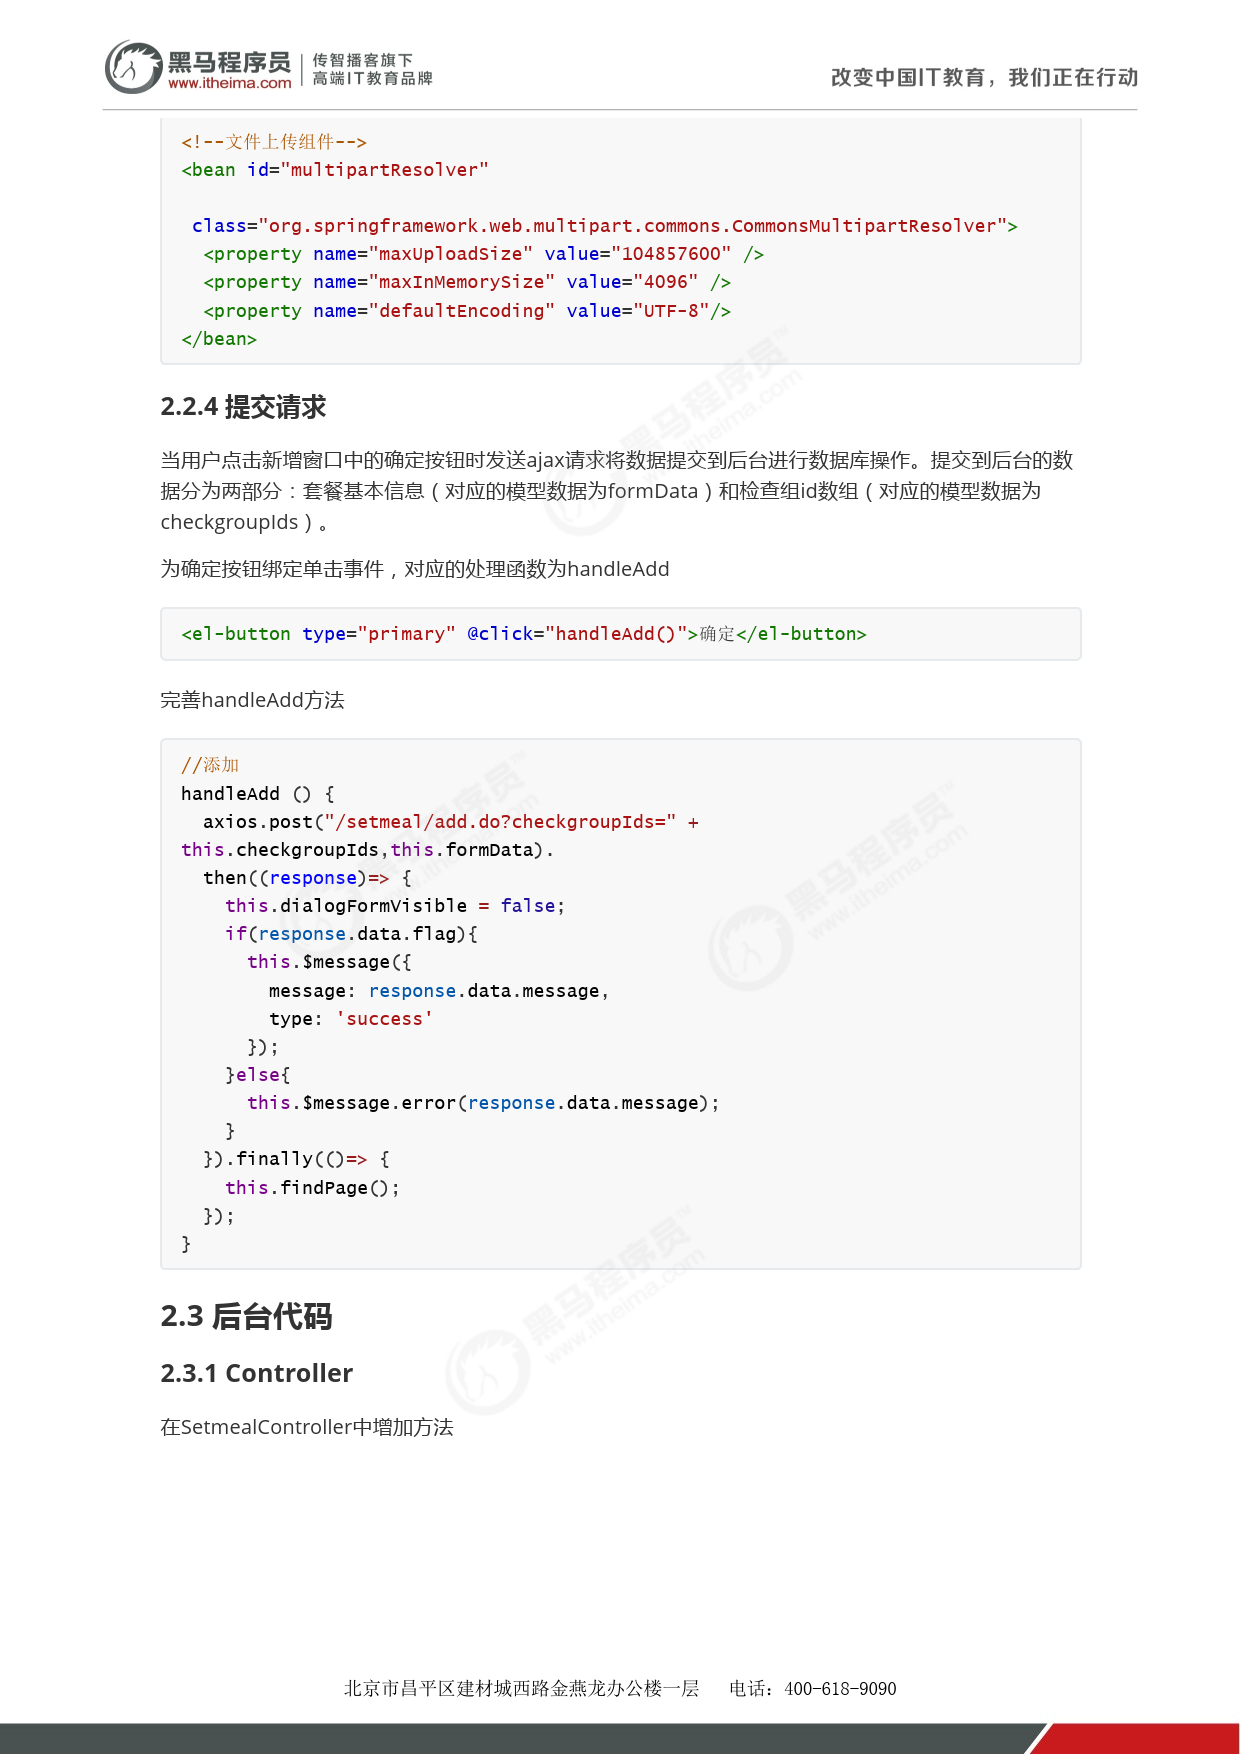 黑马程序员 传智播客旗下
www.itheima.com 高端IT教育品牌
改变中国IT教育，我们正在行动
<!--文件上传组件-->
<bean id="multipartResolver"
class="org.springframework.web.multipart.commons.CommonsMultipartResolver">
<property name="maxUploadSize" value="104857600" />
<property name="maxInMemorySize" value="4096" />
<property name="defaultEncoding" value="UTF-8"/>
</bean>
2.2.4 提交请求
当用户点击新增窗口中的确定按钮时发送ajax请求将数据提交到后台进行数据库操作。提交到后台的数
据分为两部分：套餐基本信息（对应的模型数据为formData）和检查组id数组（对应的模型数据为
checkgroupIds）。
为确定按钮绑定单击事件，对应的处理函数为handleAdd
<el-button type="primary" @click="handleAdd()">确定</el-button>
完善handleAdd方法
//添加
handleAdd () {
axios.post("/setmeal/add.do?checkgroupIds=" +
this.checkgroupIds,this.formData).
then((response)=> {
this.dialogFormVisible = false;
if(response.data.flag){
this.$message({
message: response.data.message,
type: 'success'
});
}else{
this.$message.error(response.data.message);
}
}).finally(()=> {
this.findPage();
});
}
2.3 后台代码
2.3.1 Controller
在SetmealController中增加方法
北京市昌平区建材城西路金燕龙办公楼一层 电话：400-618-9090